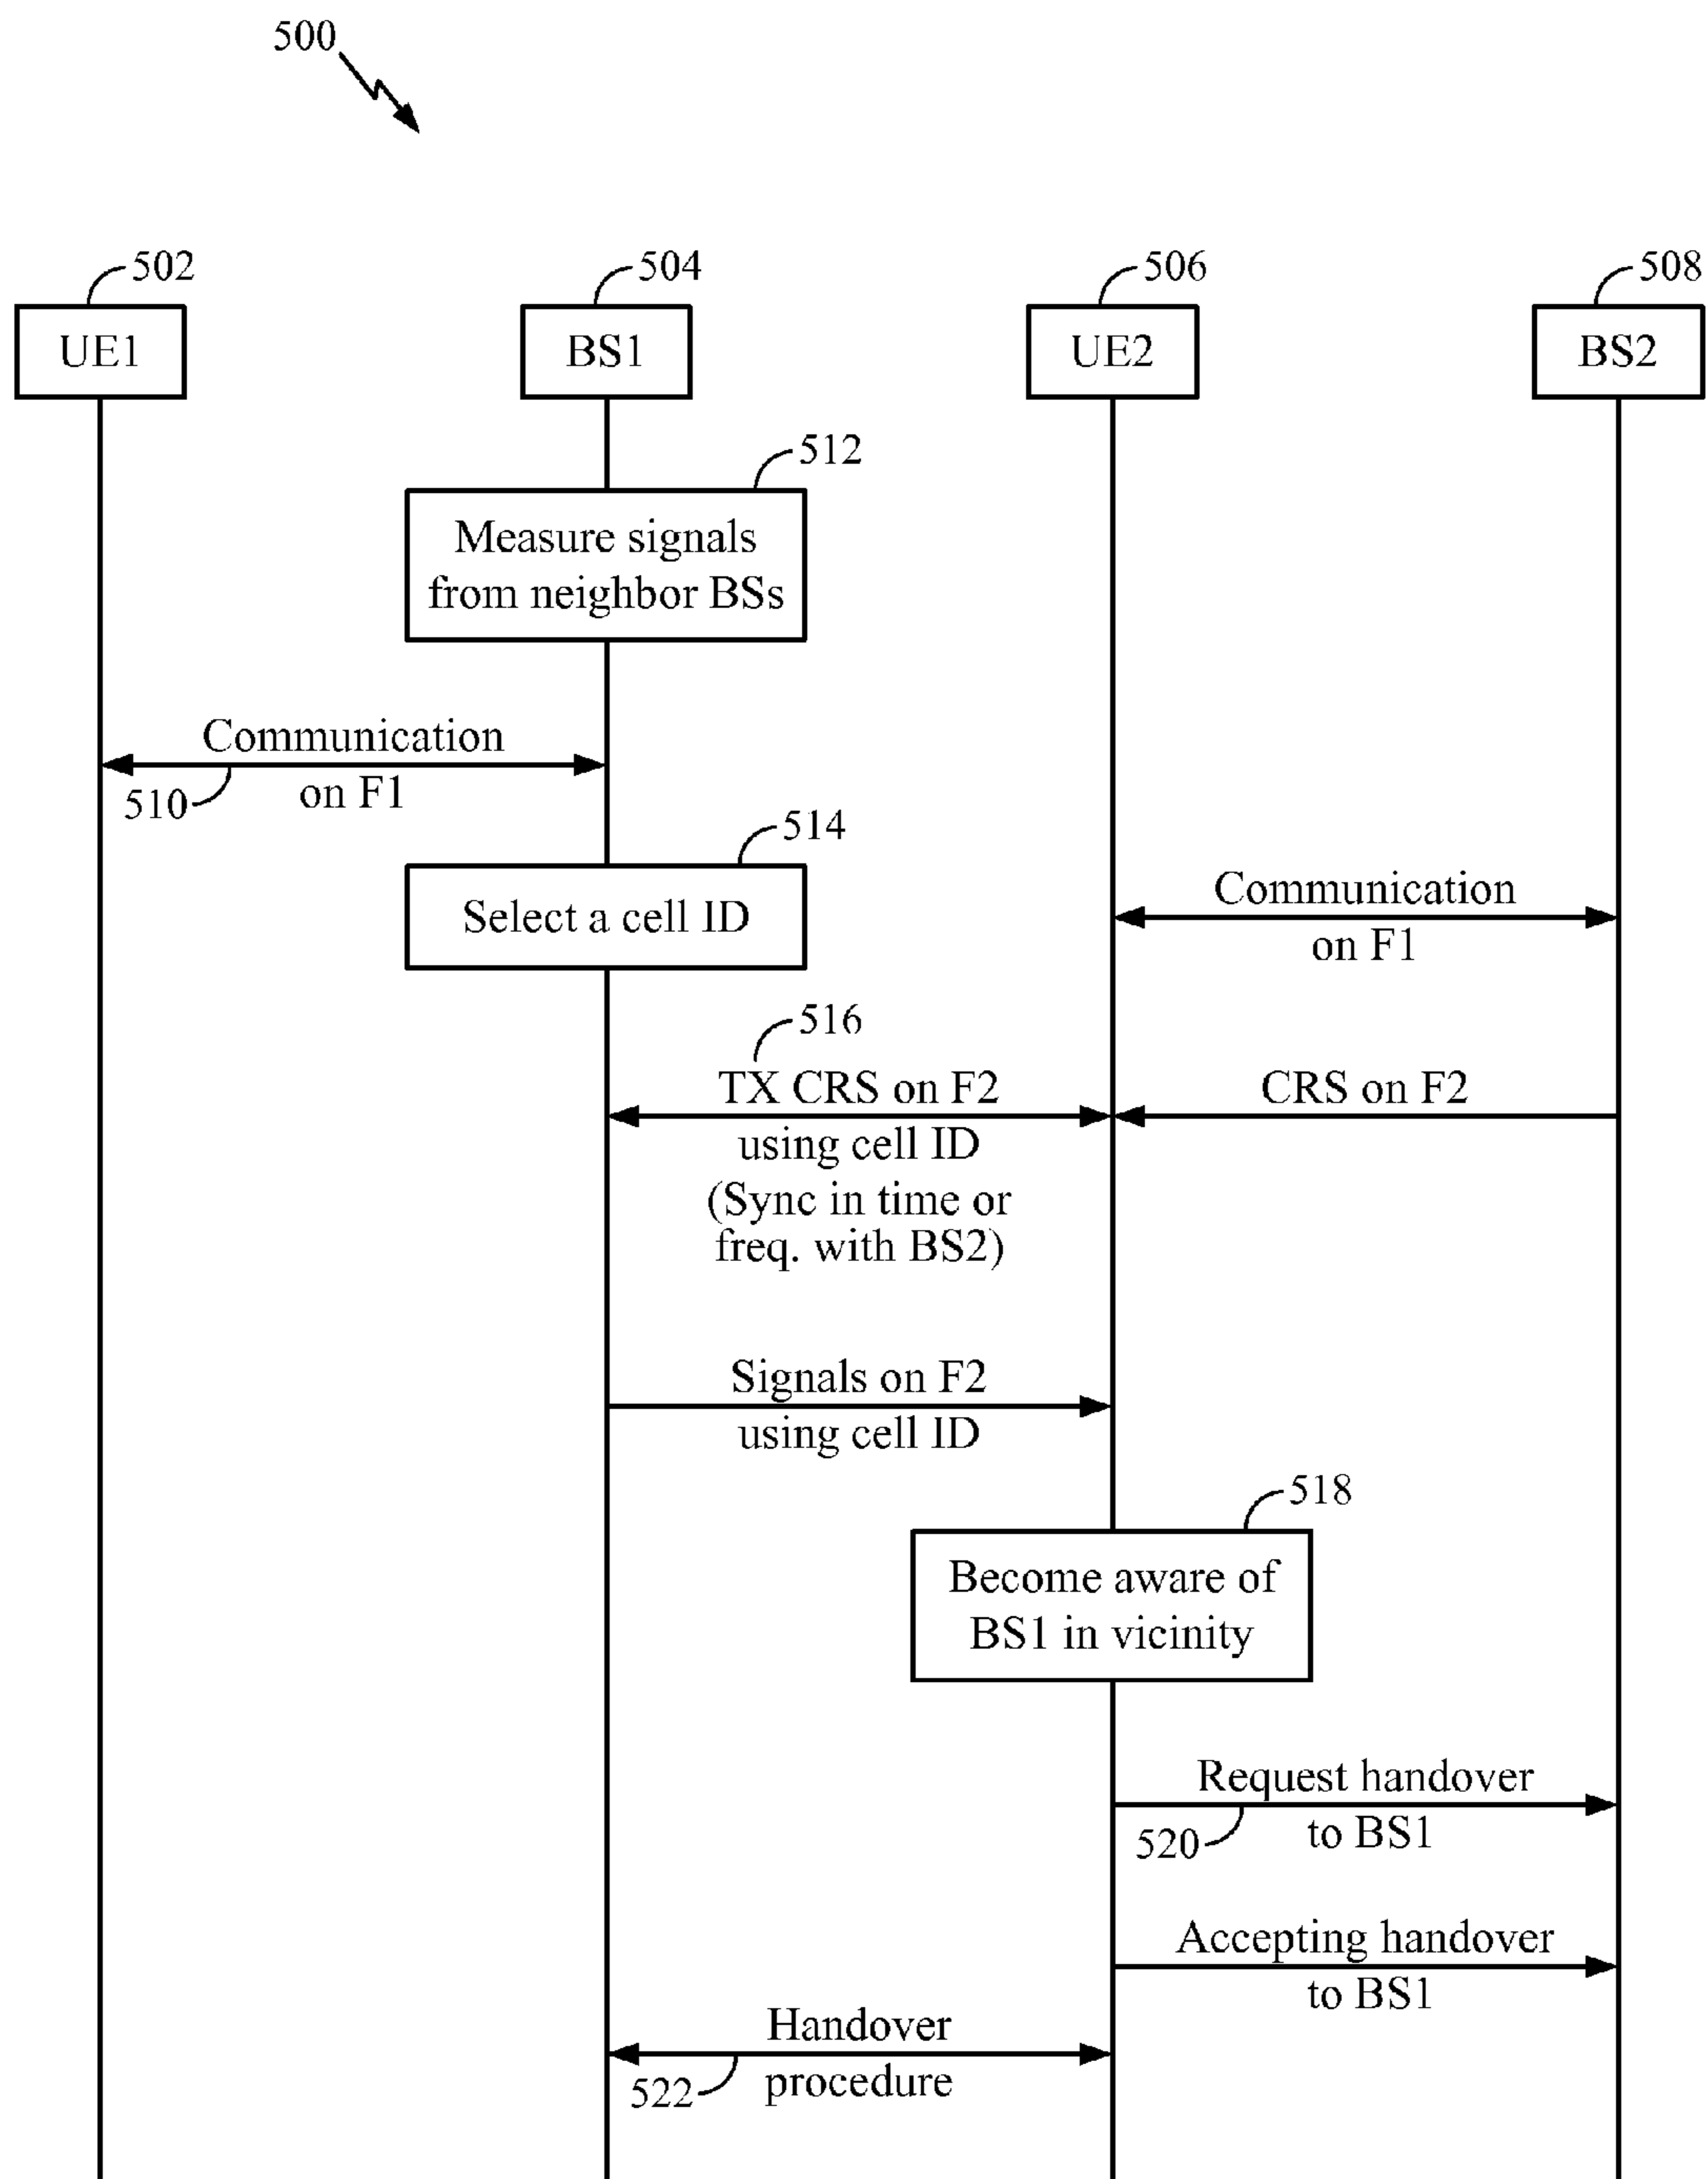 500
502
504
506
508
UE1
BS1
UE2
BS2
512
Measure signals
from neighbor BSs
Communication
on F1
510
514
Select a cell ID
Communication
on F1
516
TX CRS on F2
using cell ID
(Sync in time or
freq. with BS2)
CRS on F2
Signals on F2
using cell ID
518
Become aware of
BS1 in vicinity
Request handover
to BS1
520
Accepting handover
to BS1
Handover
procedure
522